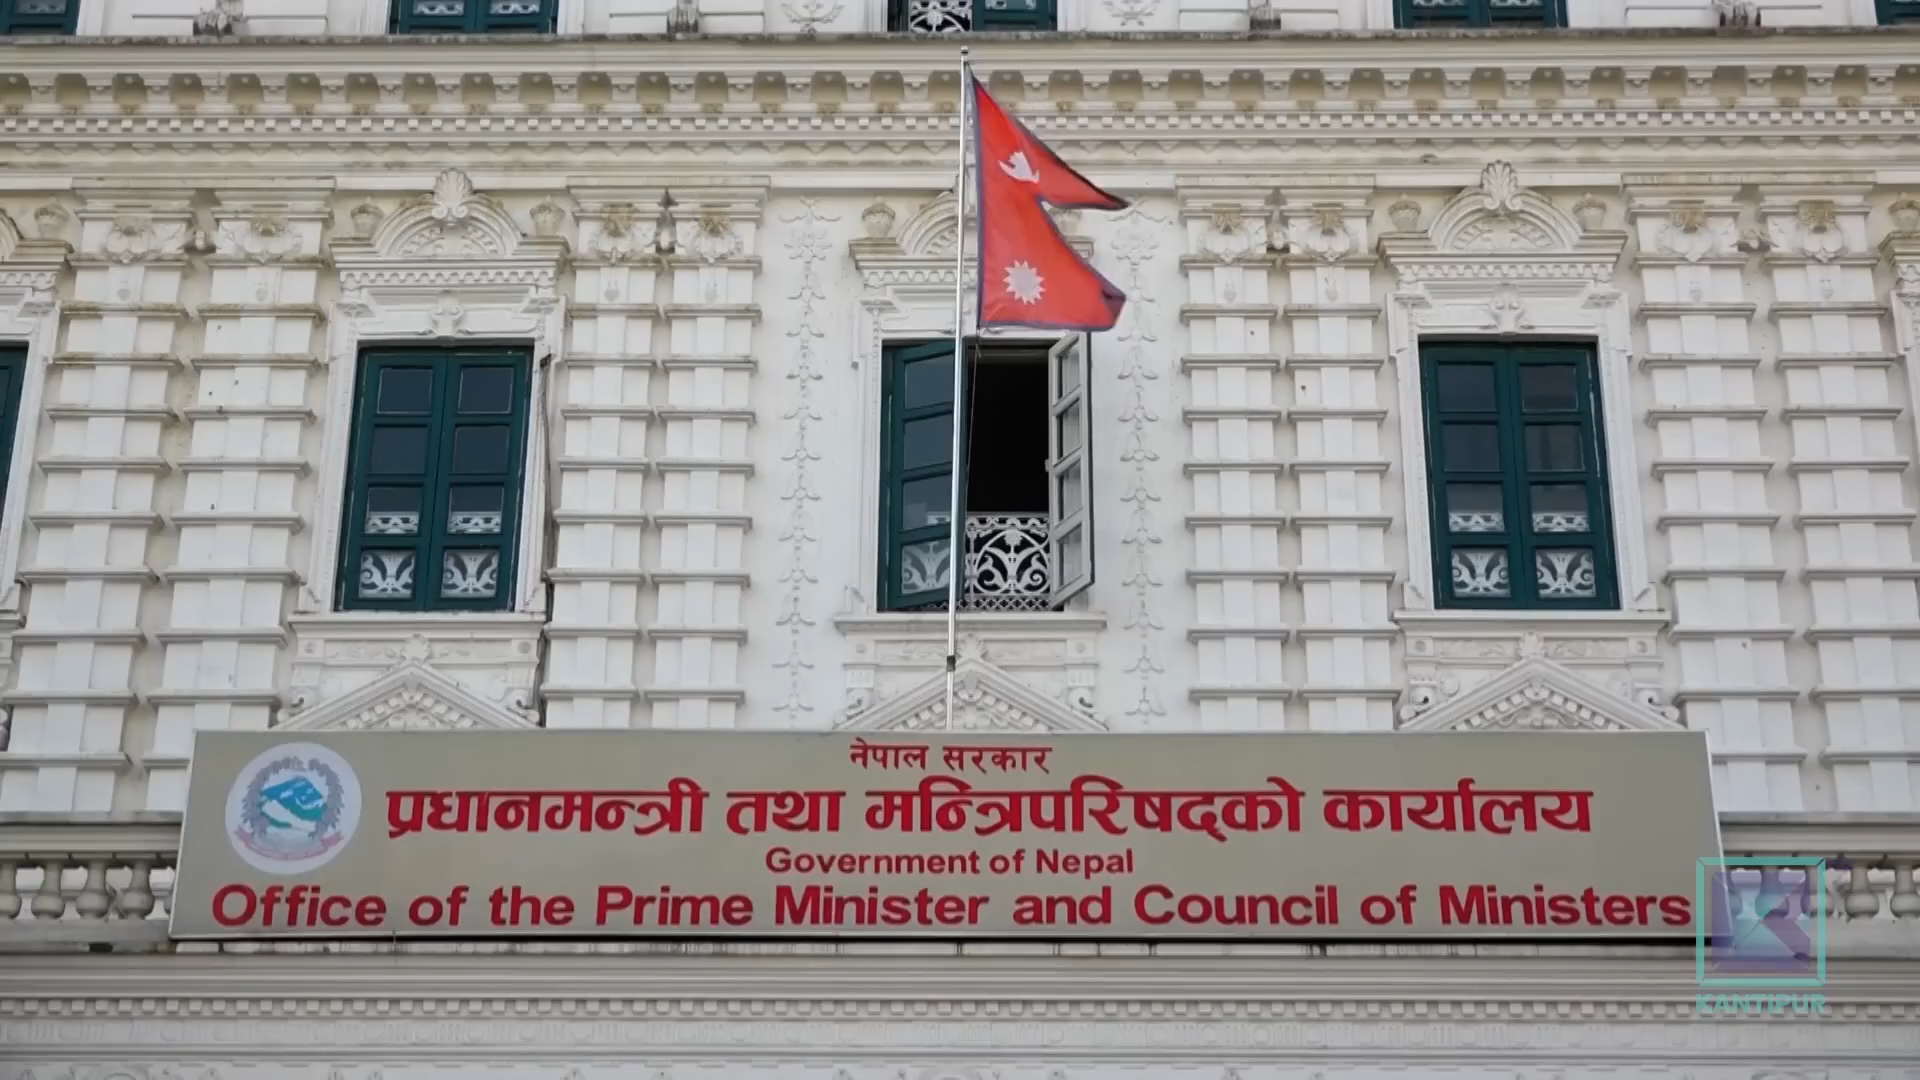 नेपाल सरकार
प्रधानमन्त्री तथा मन्त्रिपरिषद्को कार्यालय
Government of Nepal
Office of the Prime Minister and Council of Ministers
KANTIPUR